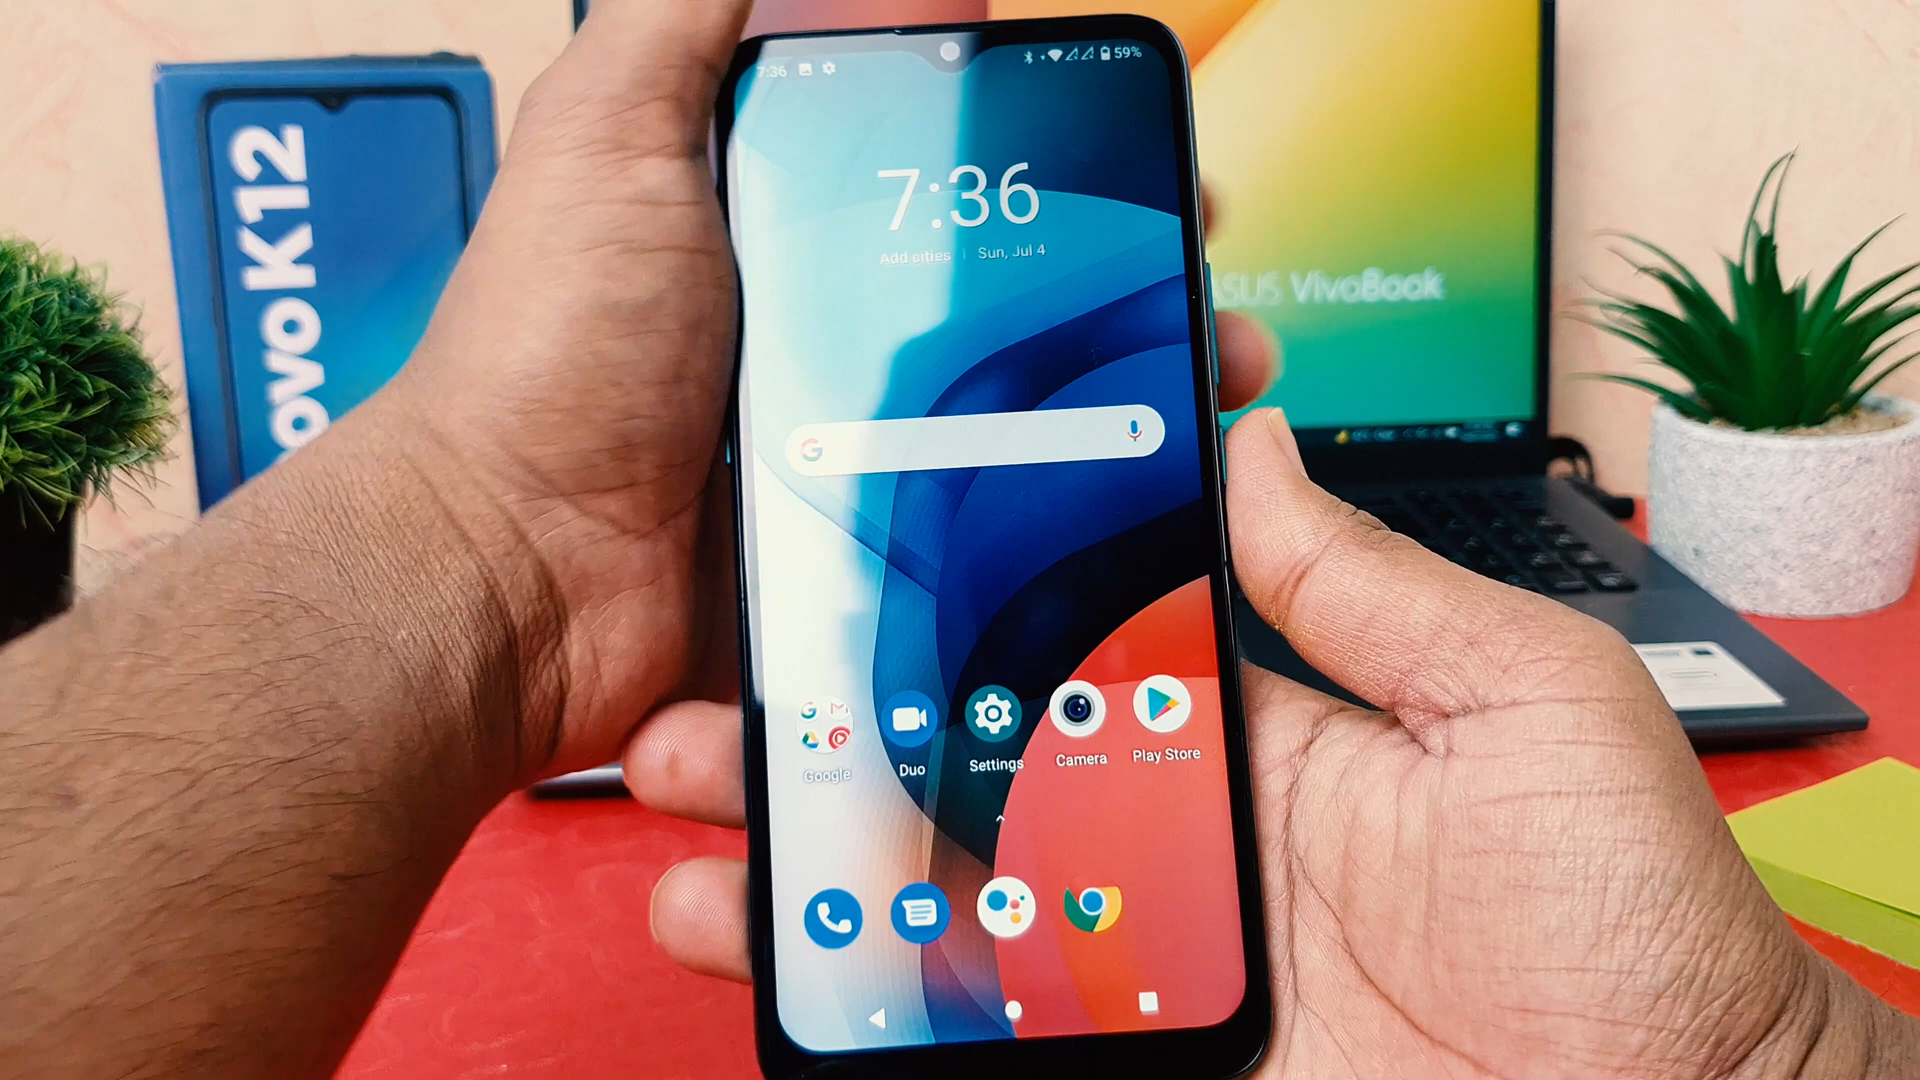 ovo K12
7:36
59%
7:36
Add cities | Sun, Jul 4
ASUS VivoBook
G
Google
Duo
Settings
Camera
Play Store